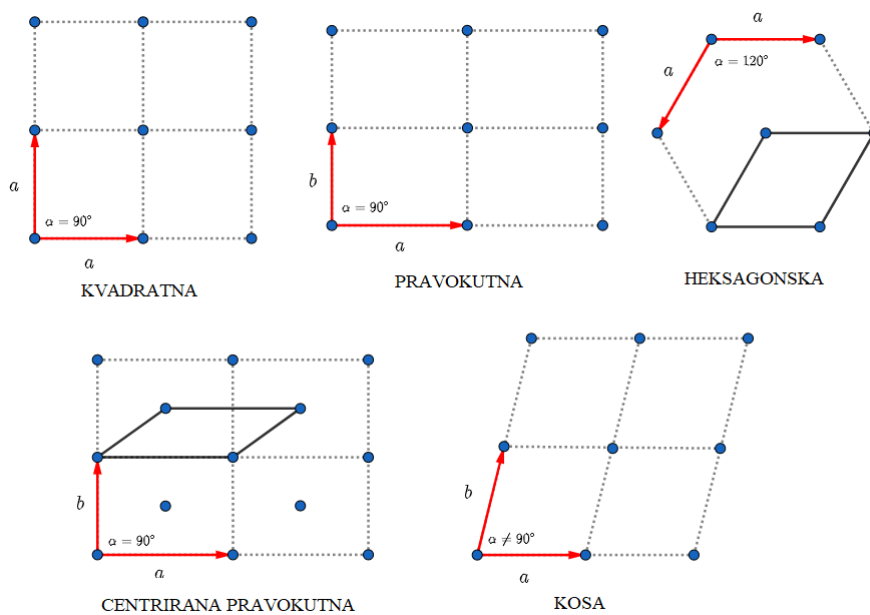 a
α = 90°
a
KVADRATNA
b
α = 90°
a
PRAVOKUTNA
a
a
α = 120°
HEKSAGONSKA
b
α = 90°
a
CENTRIRANA PRAVOKUTNA
b
α ≠ 90°
a
KOSA